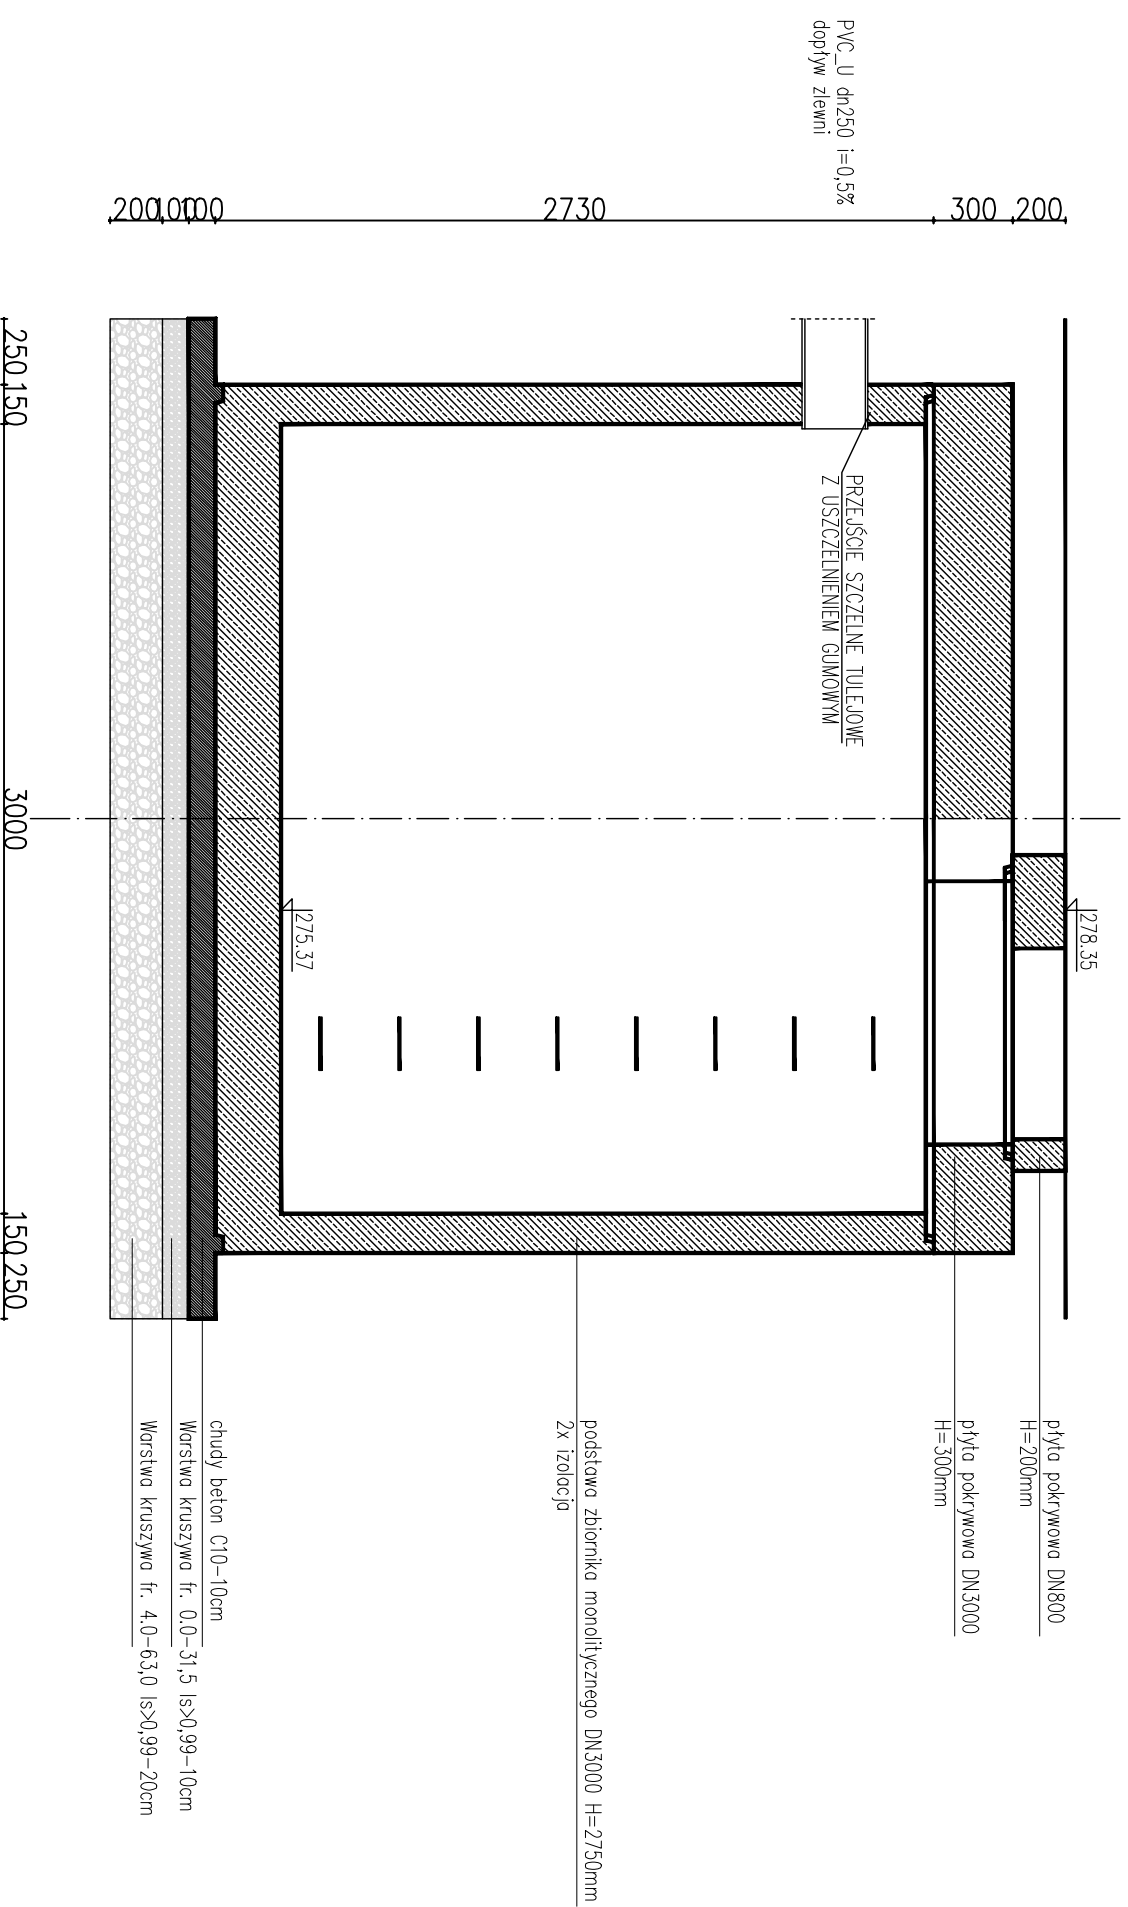 PVC_U dn250 i=0,5%
dopływ zlewni
200
300
2730
100
100
200
278.35
275.37
PRZEJŚCIE SZCZELNE TULEJOWE
Z USZCZELNIENIEM GUMOWYM
płyta pokrywowa DN800
H=200mm
płyta pokrywowa DN3000
H=300mm
podstawa zbiornika monolitycznego DN3000 H=2750mm
2x izolacja
chudy beton C10-10cm
Warstwa kruszywa fr. 0.0-31,5 Is>0,99-10cm
Warstwa kruszywa fr. 4.0-63,0 Is>0,99-20cm
250
150
3000
150
250